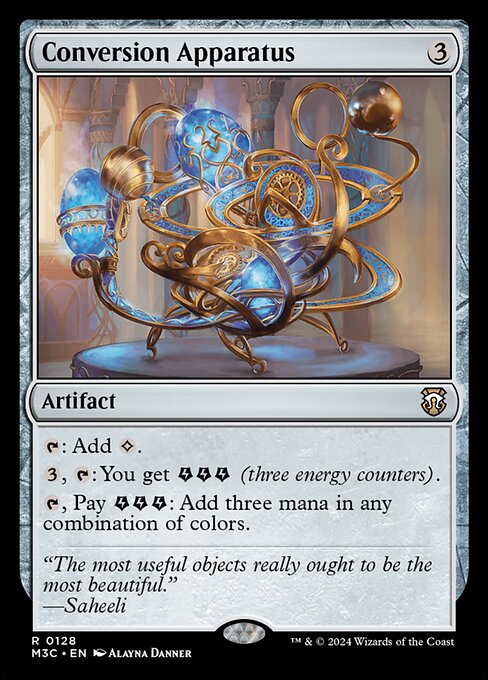 Conversion Apparatus 3
Artifact
: Add .
3, :You get (three energy counters).
, Pay : Add three mana in any
combination of colors.
“The most useful objects really ought to be the
most beautiful.”
—Saheeli
R 0128
M3C • EN ALAYNA DANNER
™ & © 2024 Wizards of the Coast